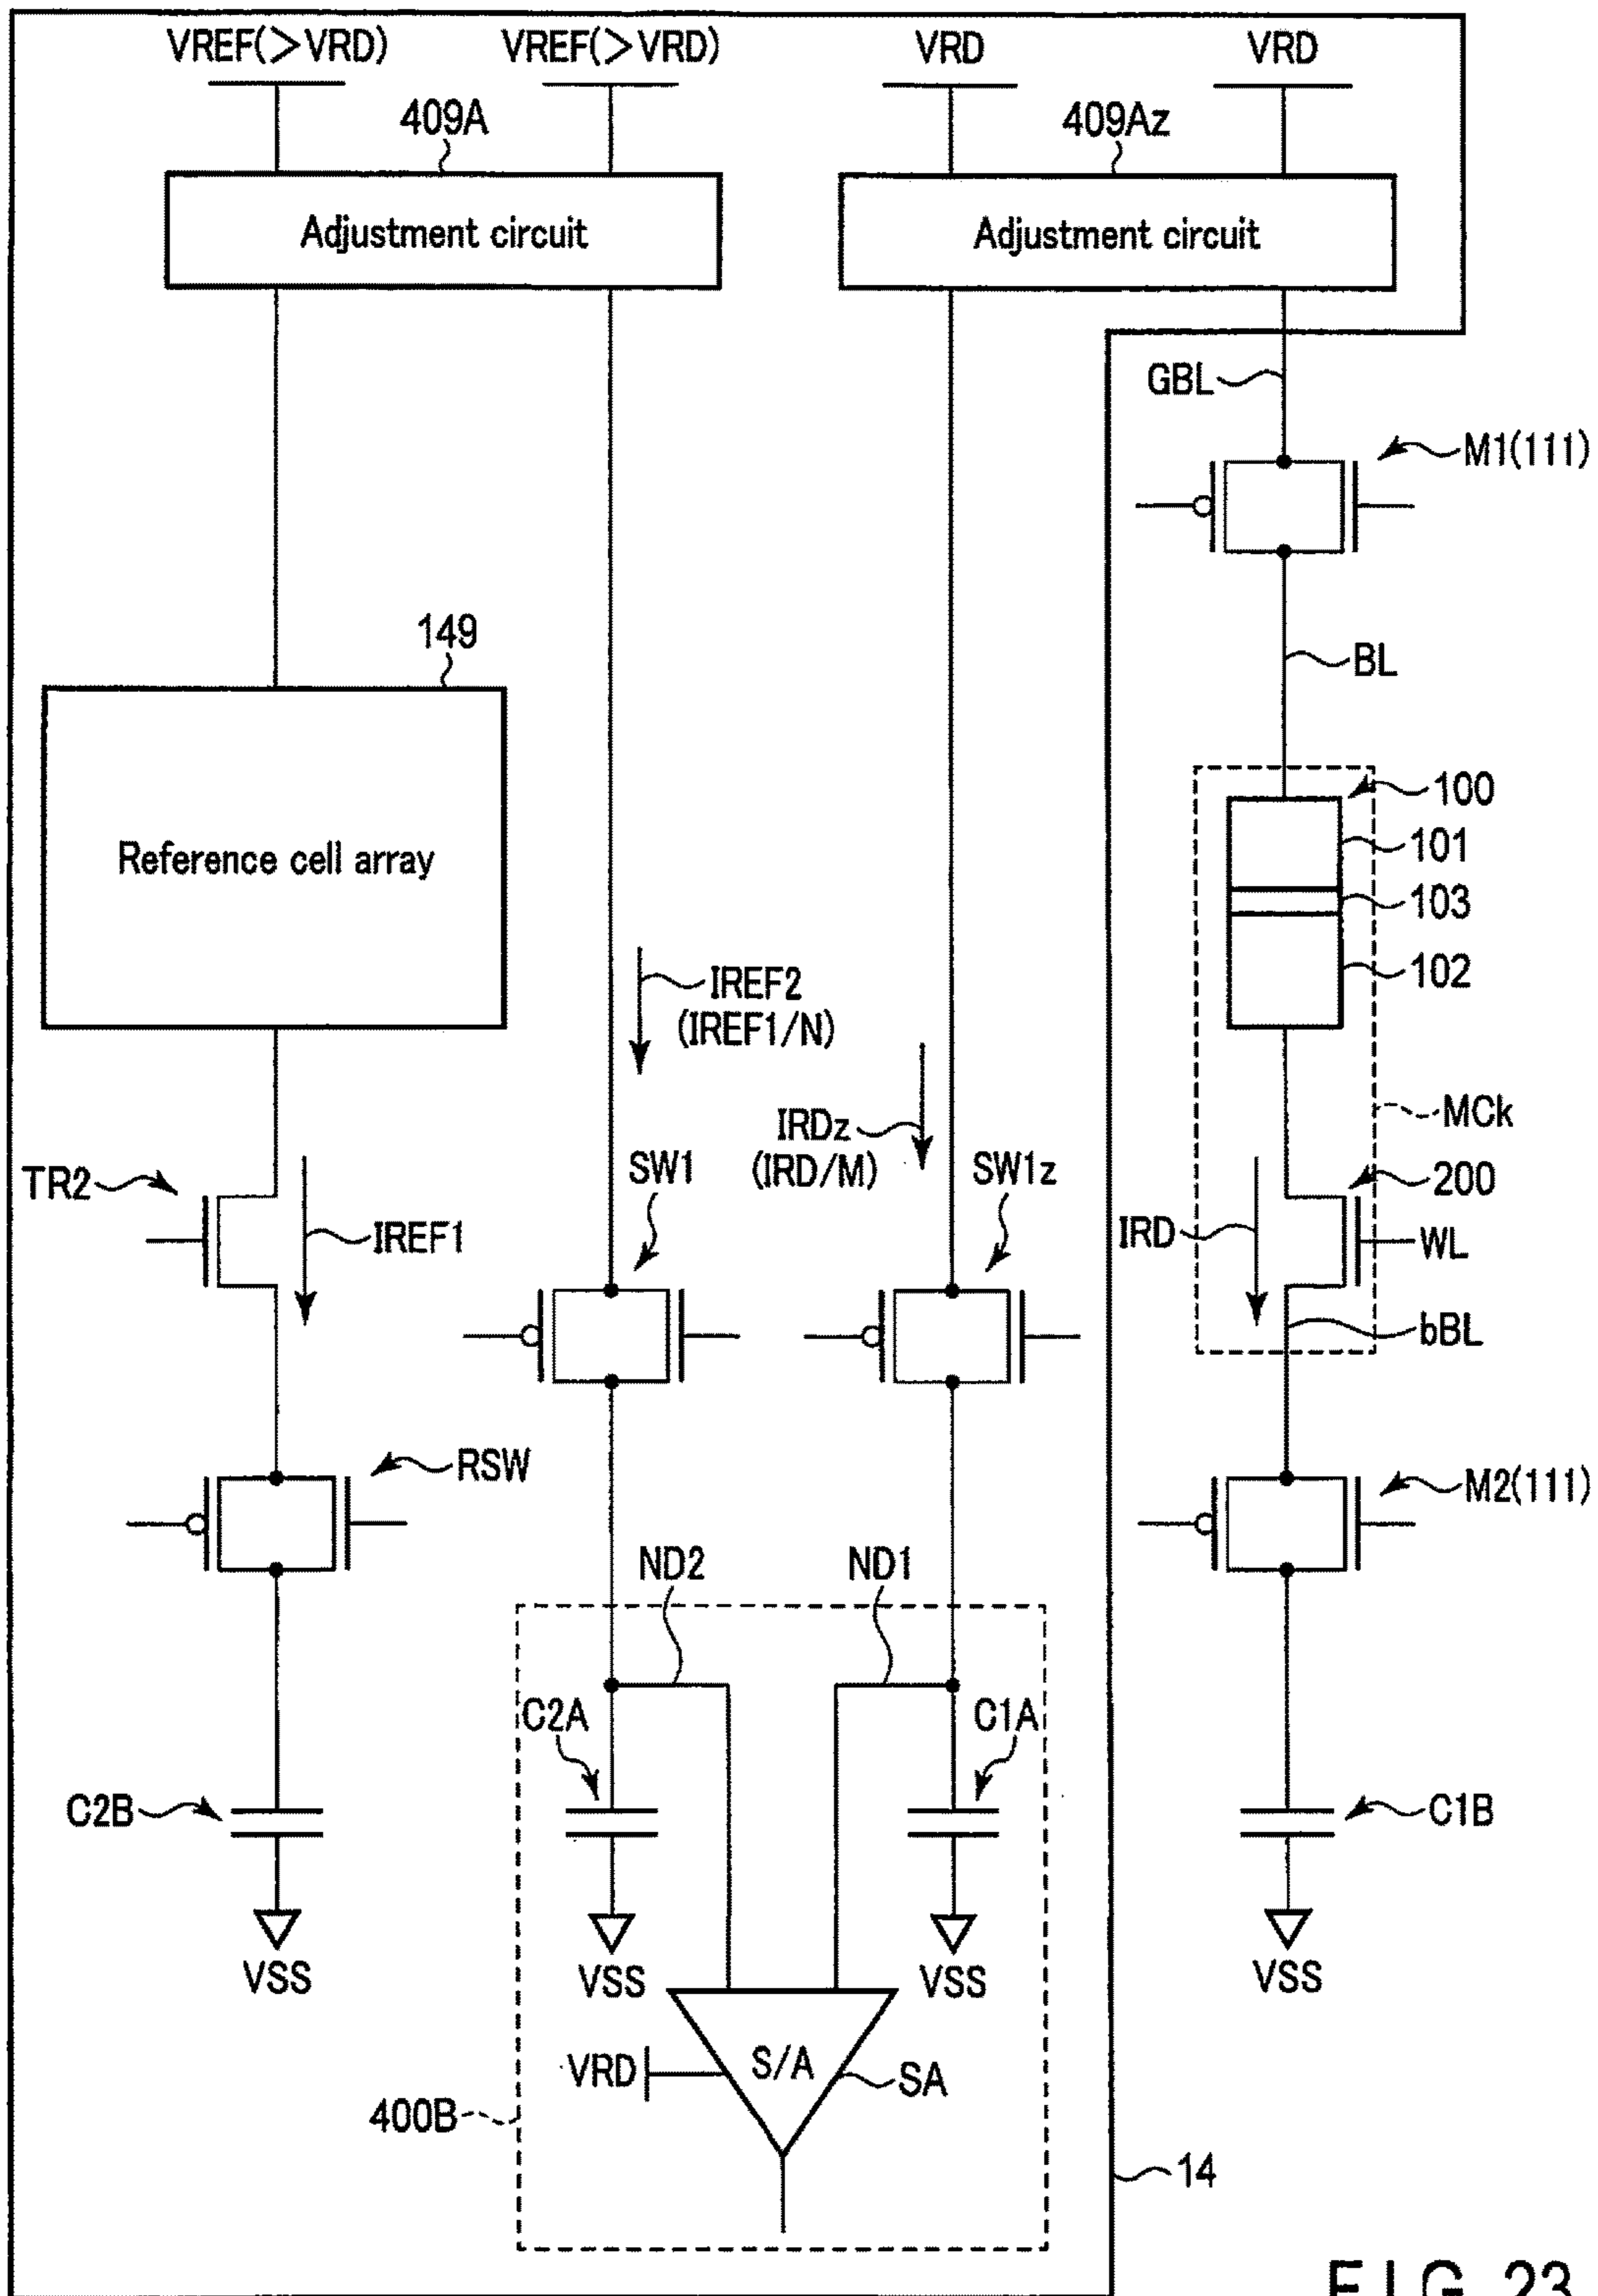 VREF(>VRD)
VREF(>VRD)
VRD
VRD
409A
409Az
Adjustment circuit
Adjustment circuit
GBL
M1(111)
149
BL
Reference cell array
100
101
103
102
IREF2
(IREF1/N)
MCk
IRDz
(IRD/M)
TR2
SW1
SW1z
200
IREF1
IRD
WL
bBL
RSW
M2(111)
ND2
ND1
C2A
C1A
C2B
C1B
VSS
VSS
VSS
VSS
VRD
S/A
SA
400B
14
FIG. 23